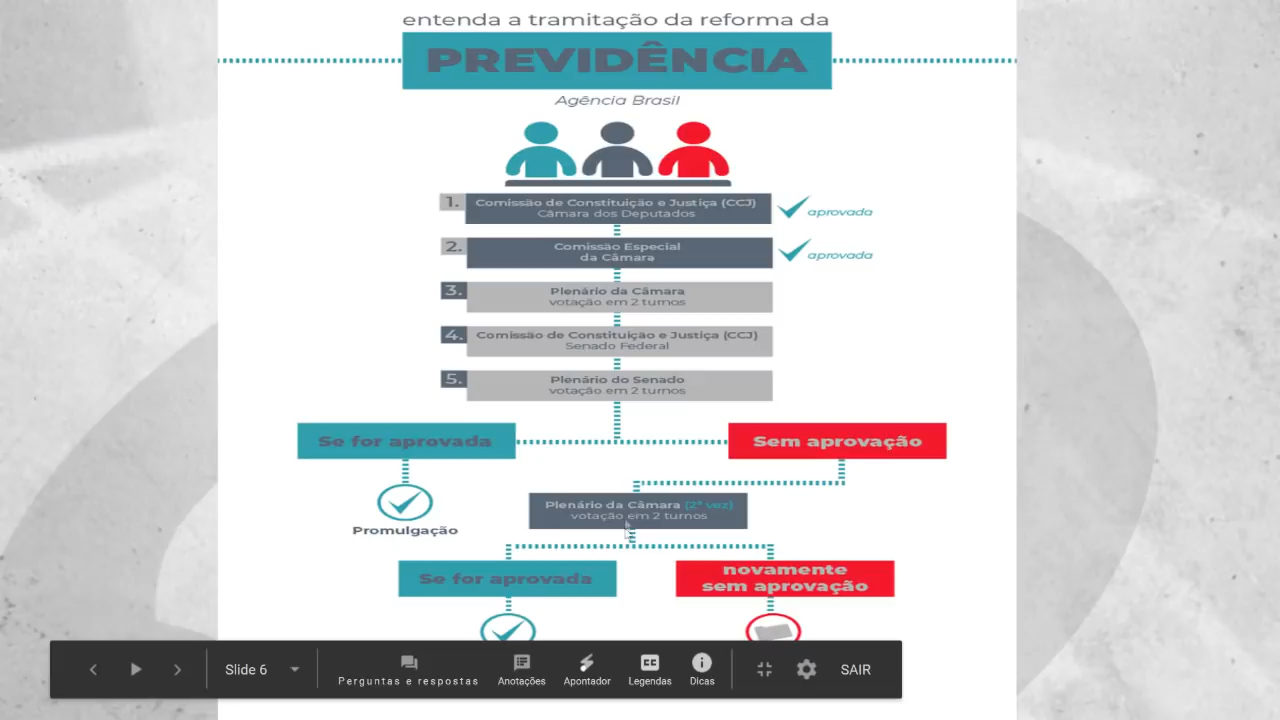 entenda a tramitação da reforma da
PREVIDÊNCIA
Agência Brasil
1. Comissão de Constituição e Justiça (CCJ)
Câmara dos Deputados
aprovada
2. Comissão Especial
da Câmara
aprovada
3. Plenário da Câmara
votação em 2 turnos
4. Comissão de Constituição e Justiça (CCJ)
Senado Federal
5. Plenário do Senado
votação em 2 turnos
Se for aprovada
Sem aprovação
Plenário da Câmara (2ª vez)
votação em 2 turnos
Promulgação
Se for aprovada
novamente
sem aprovação
Slide 6
Perguntas e respostas
Anotações
Apontador
CC
Legendas
Dicas
SAIR